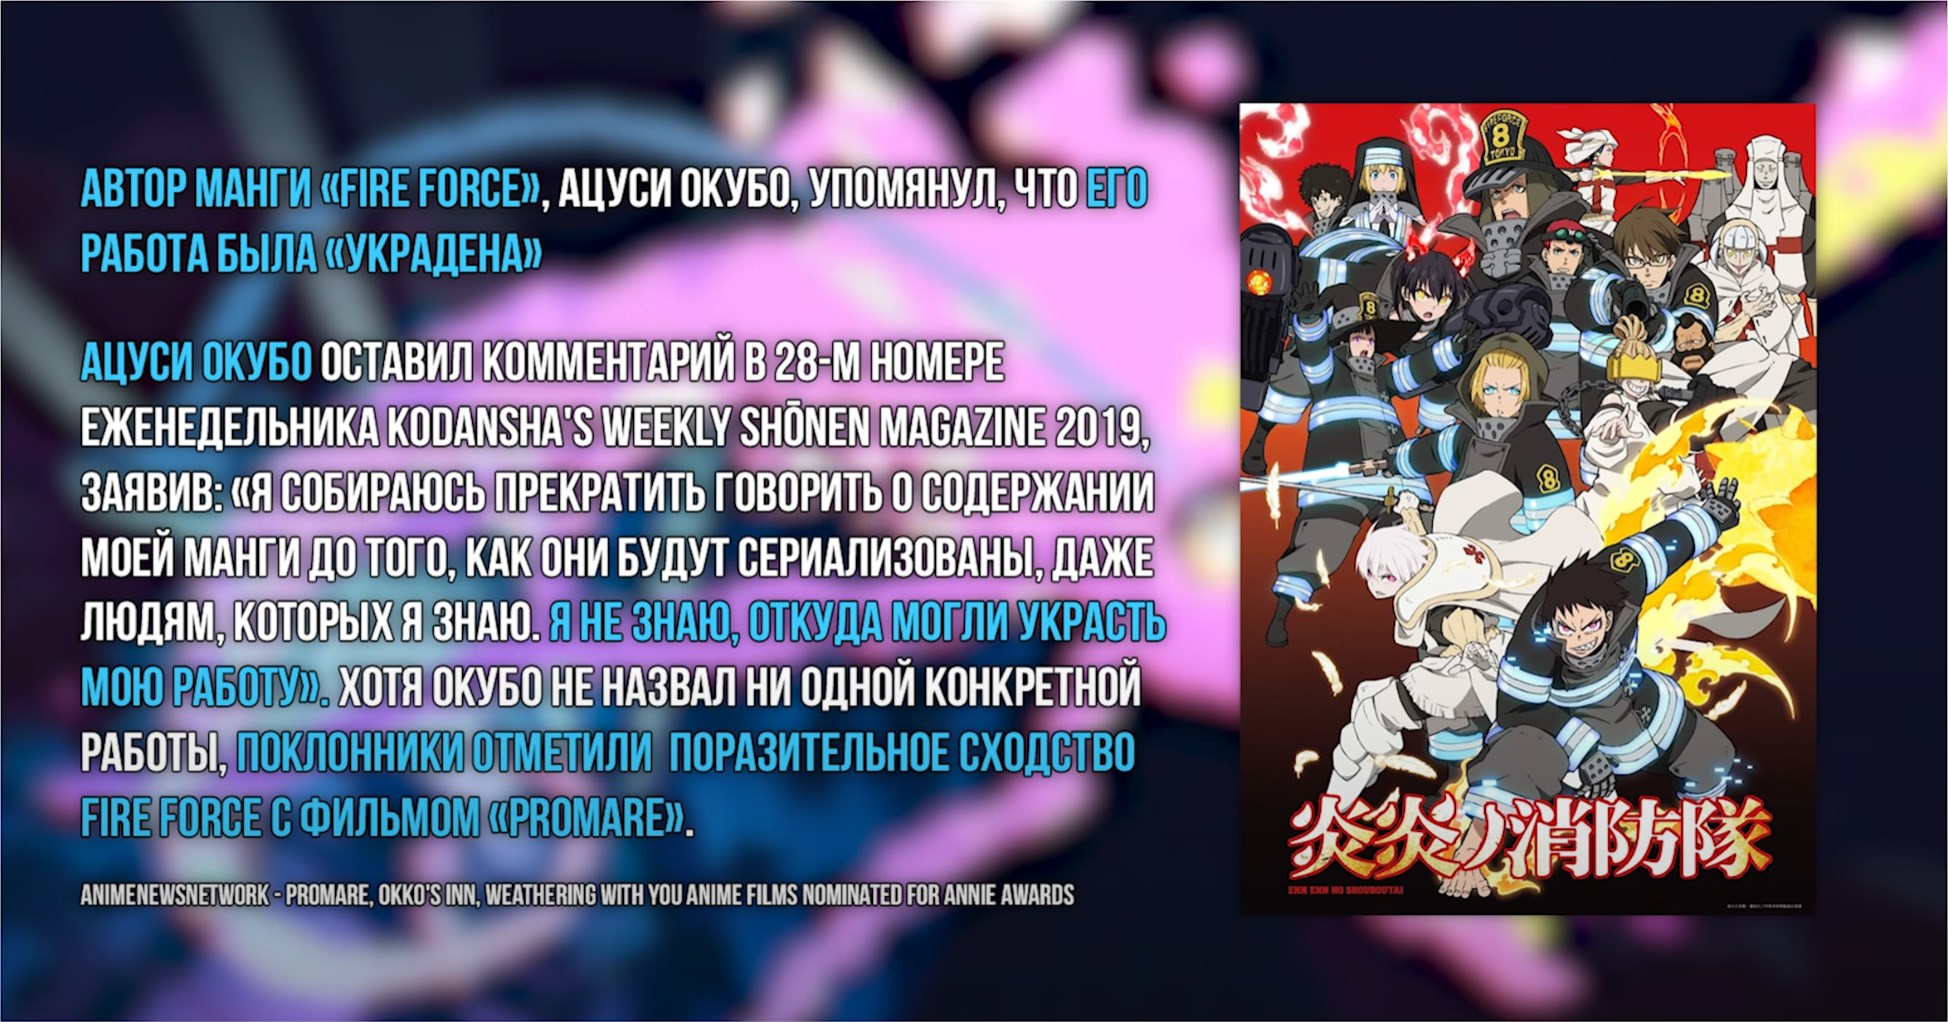 АВТОР МАНГИ «FIRE FORCE», АЦУСИ ОКУБО, УПОМЯНУЛ, ЧТО ЕГО
РАБОТА БЫЛА «УКРАДЕНА»
АЦУСИ ОКУБО ОСТАВИЛ КОММЕНТАРИЙ В 28-М НОМЕРЕ
ЕЖЕНЕДЕЛЬНИКА KODANSHA'S WEEKLY SHŌNEN MAGAZINE 2019,
ЗАЯВИВ: «Я СОБИРАЮСЬ ПРЕКРАТИТЬ ГОВОРИТЬ О СОДЕРЖАНИИ
МОЕЙ МАНГИ ДО ТОГО, КАК ОНИ БУДУТ СЕРИАЛИЗОВАНЫ, ДАЖЕ
ЛЮДЯМ, КОТОРЫХ Я ЗНАЮ. Я НЕ ЗНАЮ, ОТКУДА МОГЛИ УКРАСТЬ
МОЮ РАБОТУ». ХОТЯ ОКУБО НЕ НАЗВАЛ НИ ОДНОЙ КОНКРЕТНОЙ
РАБОТЫ, ПОКЛОННИКИ ОТМЕТИЛИ ПОРАЗИТЕЛЬНОЕ СХОДСТВО
FIRE FORCE С ФИЛЬМОМ «PROMARE».
ANIMENEWSNETWORK - PROMARE, OKKO'S INN, WEATHERING WITH YOU ANIME FILMS NOMINATED FOR ANNIE AWARDS
FIRE FORCE
8
TOKYO
8
8
8
8
炎炎ノ消防隊
ENN ENN NO SHOUBOUTAI